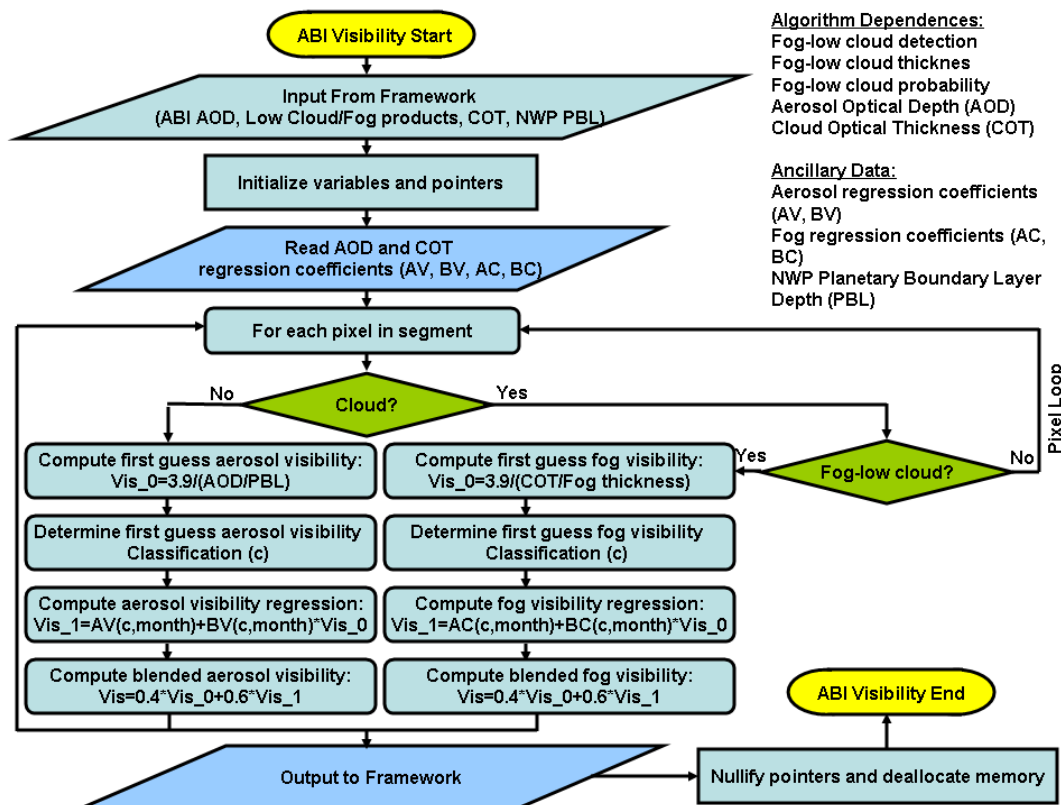 ABI Visibility Start
Input From Framework
(ABI AOD, Low Cloud/Fog products, COT, NWP PBL)
Initialize variables and pointers
Read AOD and COT
regression coefficients (AV, BV, AC, BC)
For each pixel in segment
Algorithm Dependences:
Fog-low cloud detection
Fog-low cloud thicknes
Fog-low cloud probability
Aerosol Optical Depth (AOD)
Cloud Optical Thickness (COT)
Ancillary Data:
Aerosol regression coefficients
(AV, BV)
Fog regression coefficients (AC,
BC)
NWP Planetary Boundary Layer
Depth (PBL)
No
Cloud?
Yes
Pixel Loop
Yes
Fog-low cloud?
No
Compute first guess aerosol visibility:
Vis_0=3.9/(AOD/PBL)
Determine first guess aerosol visibility
Classification (c)
Compute aerosol visibility regression:
Vis_1=AV(c,month)+BV(c,month)*Vis_0
Compute blended aerosol visibility:
Vis=0.4*Vis_0+0.6*Vis_1
Compute first guess fog visibility:
Vis_0=3.9/(COT/Fog thickness)
Determine first guess fog visibility
Classification (c)
Compute fog visibility regression:
Vis_1=AC(c,month)+BC(c,month)*Vis_0
Compute blended fog visibility:
Vis=0.4*Vis_0+0.6*Vis_1
Output to Framework
Nullify pointers and deallocate memory
ABI Visibility End